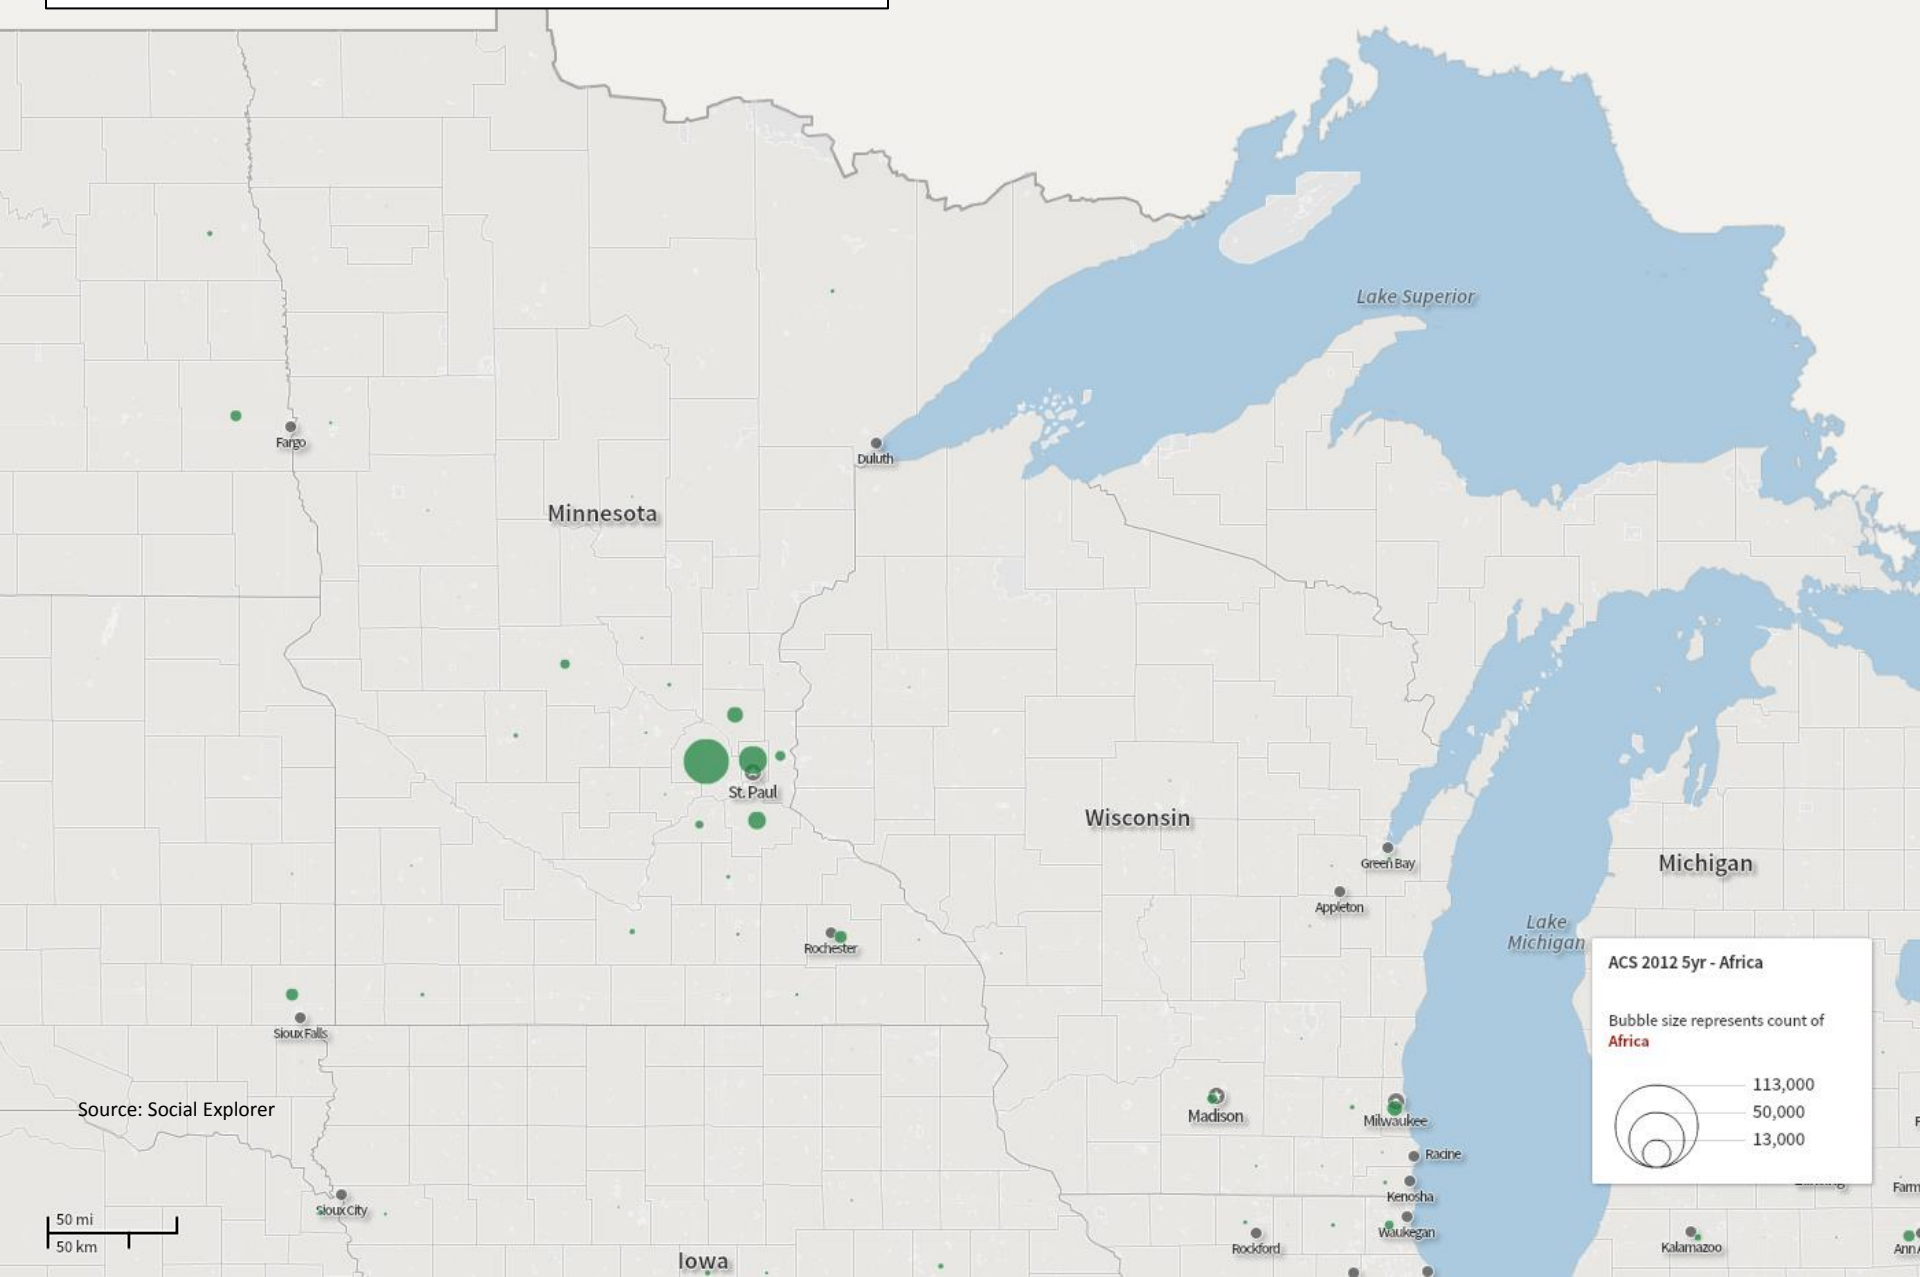 Lake Superior
Fargo
Duluth
Minnesota
St. Paul
Wisconsin
Green Bay
Michigan
Appleton
Lake
Michigan
Rochester
Sioux Falls
ACS 2012 5yr - Africa
Bubble size represents count of
Africa
113,000
50,000
13,000
Source: Social Explorer
Madison
Milwaukee
Racine
Kenosha
Sioux City
Waukegan
Rockford
Kalamazoo
Farm
Ann A
50 mi
50 km
Iowa